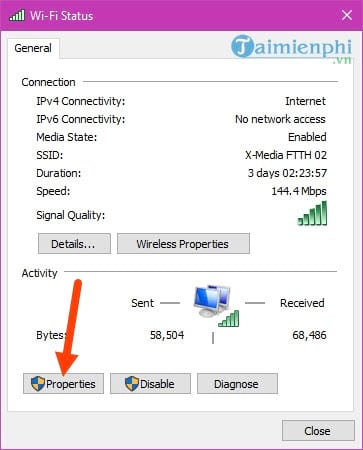 Wi-Fi Status
General
Taimienphi
.vn
Connection
IPv4 Connectivity: Internet
IPv6 Connectivity: No network access
Media State: Enabled
SSID: X-Media FTTH 02
Duration: 3 days 02:23:57
Speed: 144.4 Mbps
Signal Quality:
Details... Wireless Properties
Activity
Sent — Received
Bytes: 58,504 | 68,486
Properties Disable Diagnose
Close